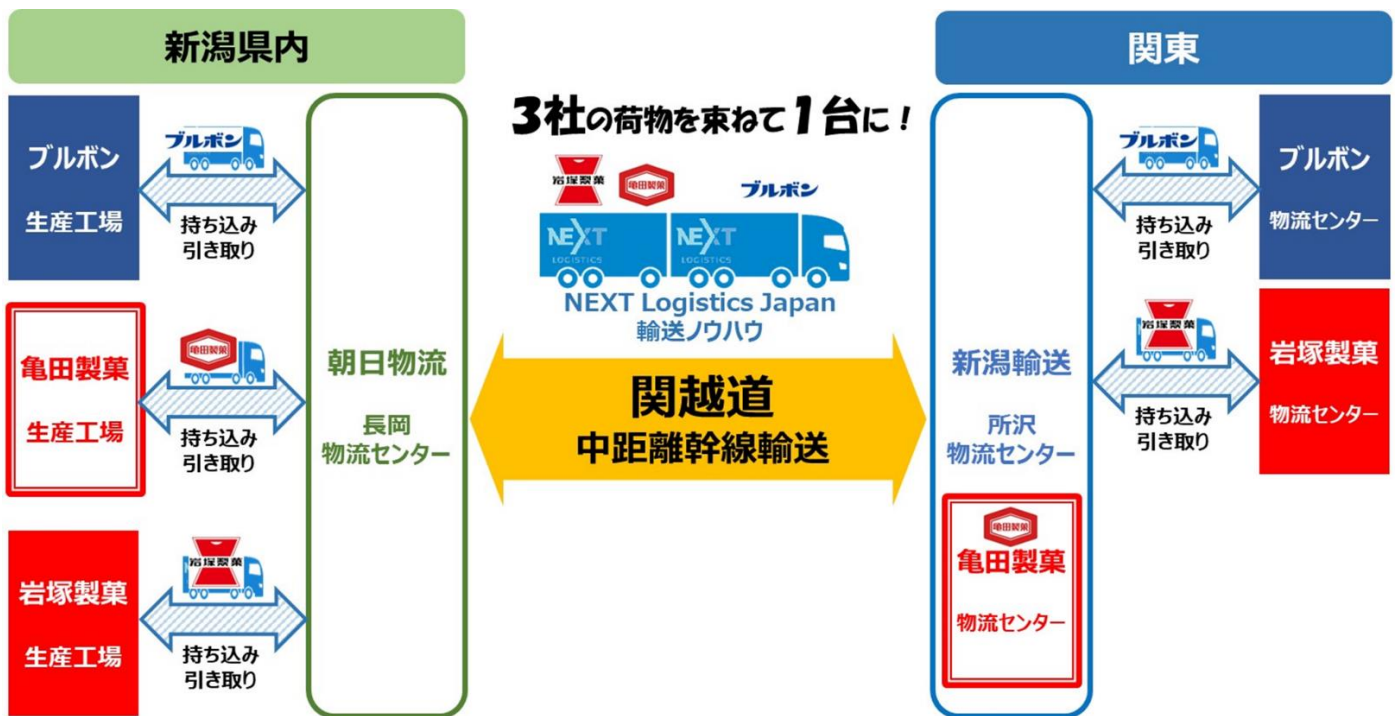 新潟県内
関東
ブルボン
生産工場
ブルボン
持ち込み
引き取り
亀田製菓
生産工場
亀田製菓
持ち込み
引き取り
岩塚製菓
生産工場
岩塚製菓
持ち込み
引き取り
朝日物流
長岡
物流センター
3社の荷物を束ねて1台に!
岩塚製菓
亀田製菓
ブルボン
NEXT
LOGISTICS
NEXT
LOGISTICS
NEXT Logistics Japan
輸送ノウハウ
関越道
中距離幹線輸送
新潟輸送
所沢
物流センター
亀田製菓
亀田製菓
物流センター
ブルボン
持ち込み
引き取り
ブルボン
物流センター
岩塚製菓
持ち込み
引き取り
岩塚製菓
物流センター